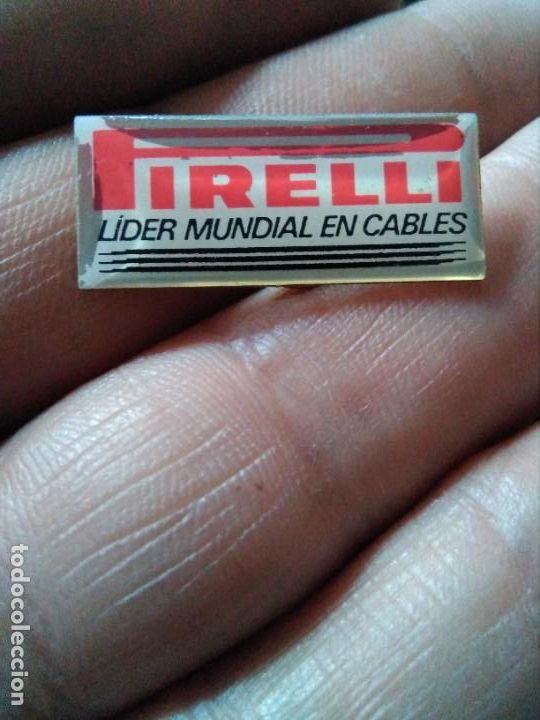 PIRELLI
LÍDER MUNDIAL EN CABLES
todocoleccion